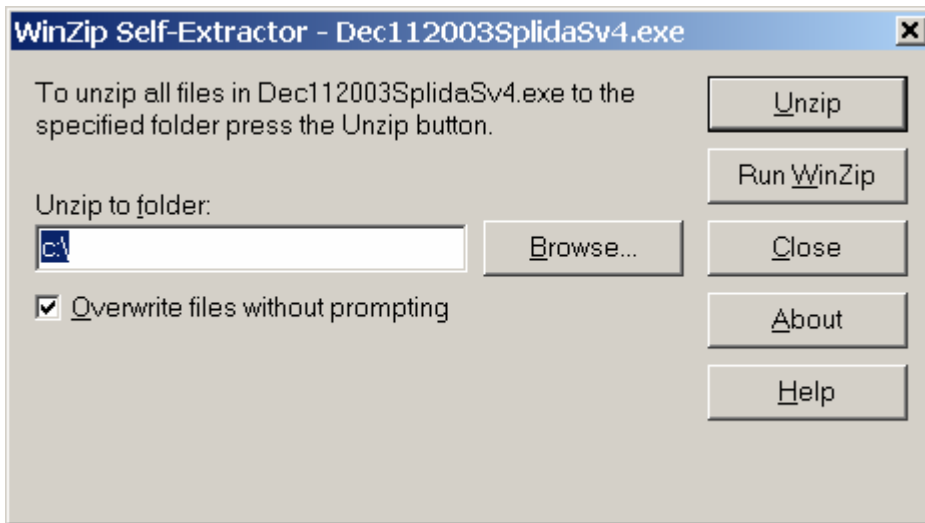 WinZip Self-Extractor - Dec112003SplidaSv4.exe
To unzip all files in Dec112003SplidaSv4.exe to the
specified folder press the Unzip button.
Unzip to folder:
c:\
Browse...
Overwrite files without prompting
Unzip
Run WinZip
Close
About
Help